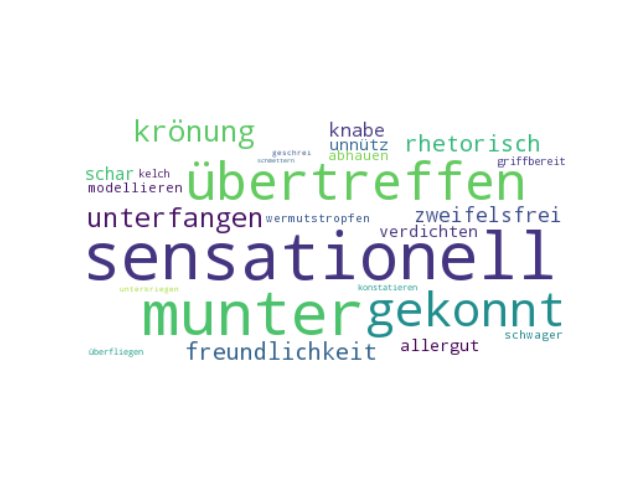 krönung
knabe
unnütz
rhetorisch
geschrei
abhauen
schmettern
griffbereit
schar
kelch
übertreffen
modellieren
unterfangen
wermutstropfen
zweifelsfrei
verdichten
sensationell
unterkriegen
konstatieren
munter
gekonnt
schwager
überfliegen
freundlichkeit
allergut